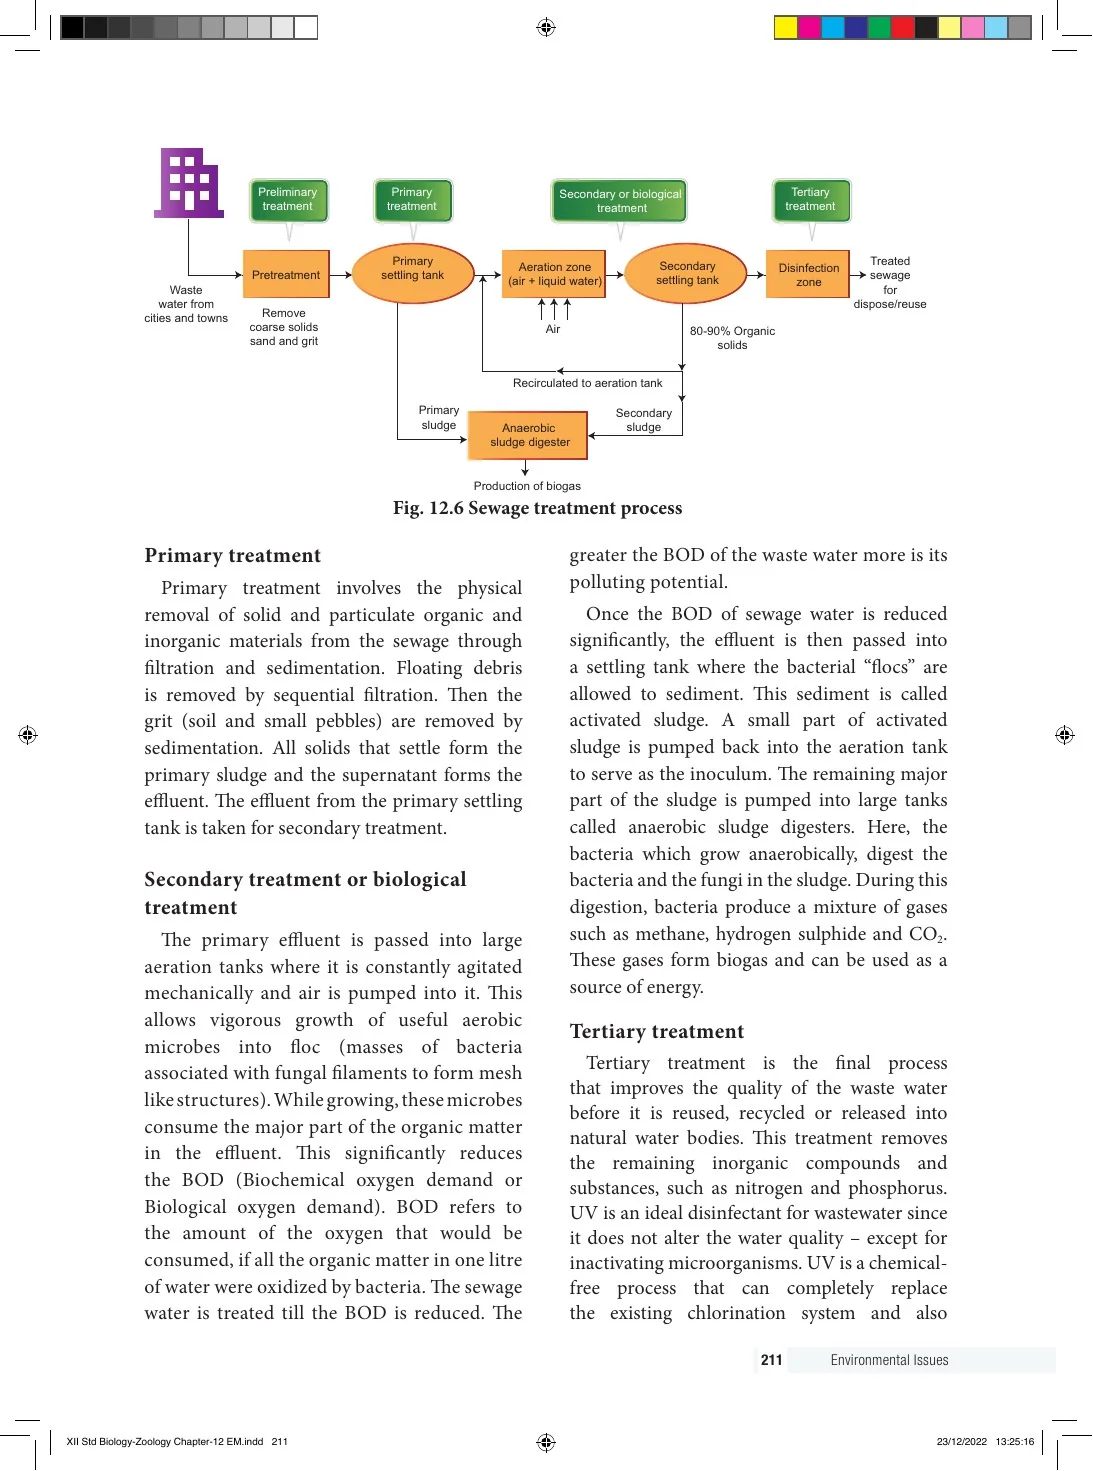 Preliminary
treatment
Primary
treatment
Secondary or biological
treatment
Tertiary
treatment
Waste
water from
cities and towns
Pretreatment
Remove
coarse solids
sand and grit
Primary
settling tank
Aeration zone
(air + liquid water)
Air
Secondary
settling tank
Disinfection
zone
Treated
sewage
for
dispose/reuse
80-90% Organic
solids
Recirculated to aeration tank
Primary
sludge
Anaerobic
sludge digester
Secondary
sludge
Production of biogas
Fig. 12.6 Sewage treatment process
Primary treatment
Primary treatment involves the physical
removal of solid and particulate organic and
inorganic materials from the sewage through
filtration and sedimentation. Floating debris
is removed by sequential filtration. Then the
grit (soil and small pebbles) are removed by
sedimentation. All solids that settle form the
primary sludge and the supernatant forms the
effluent. The effluent from the primary settling
tank is taken for secondary treatment.
Secondary treatment or biological
treatment
The primary effluent is passed into large
aeration tanks where it is constantly agitated
mechanically and air is pumped into it. This
allows vigorous growth of useful aerobic
microbes into floc (masses of bacteria
associated with fungal filaments to form mesh
like structures). While growing, these microbes
consume the major part of the organic matter
in the effluent. This significantly reduces
the BOD (Biochemical oxygen demand or
Biological oxygen demand). BOD refers to
the amount of the oxygen that would be
consumed, if all the organic matter in one litre
of water were oxidized by bacteria. The sewage
water is treated till the BOD is reduced. The
greater the BOD of the waste water more is its
polluting potential.
Once the BOD of sewage water is reduced
significantly, the effluent is then passed into
a settling tank where the bacterial “flocs” are
allowed to sediment. This sediment is called
activated sludge. A small part of activated
sludge is pumped back into the aeration tank
to serve as the inoculum. The remaining major
part of the sludge is pumped into large tanks
called anaerobic sludge digesters. Here, the
bacteria which grow anaerobically, digest the
bacteria and the fungi in the sludge. During this
digestion, bacteria produce a mixture of gases
such as methane, hydrogen sulphide and CO₂.
These gases form biogas and can be used as a
source of energy.
Tertiary treatment
Tertiary treatment is the final process
that improves the quality of the waste water
before it is reused, recycled or released into
natural water bodies. This treatment removes
the remaining inorganic compounds and
substances, such as nitrogen and phosphorus.
UV is an ideal disinfectant for wastewater since
it does not alter the water quality – except for
inactivating microorganisms. UV is a chemical-
free process that can completely replace
the existing chlorination system and also
211 Environmental Issues
XII Std Biology-Zoology Chapter-12 EM.indd 211
23/12/2022 13:25:16